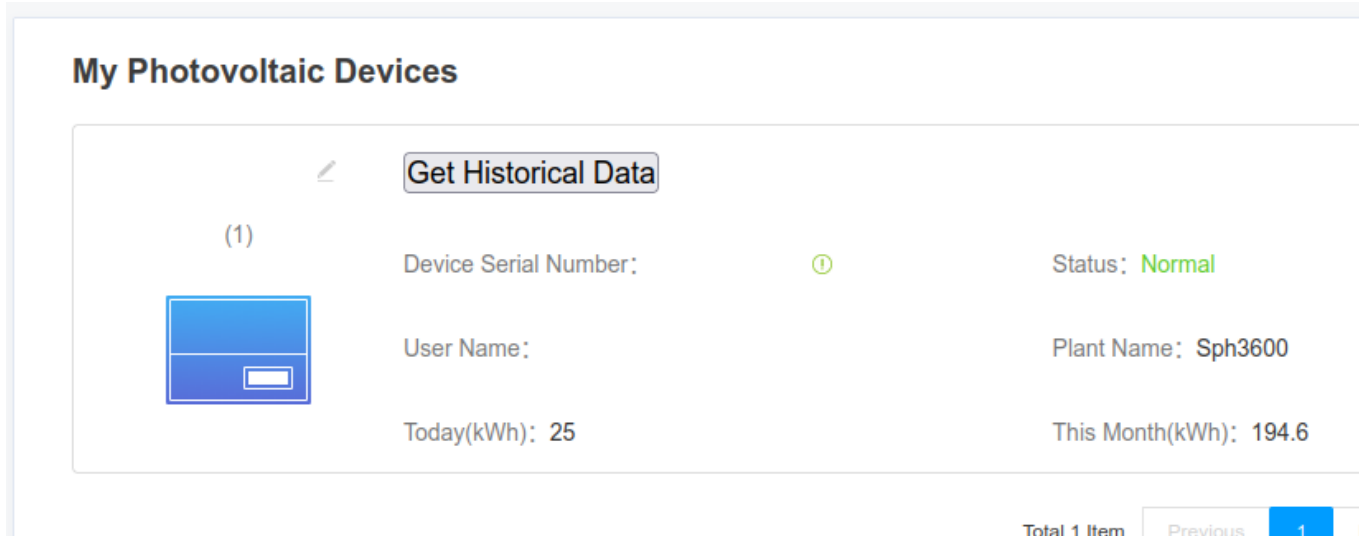 My Photovoltaic Devices
Get Historical Data
(1)
Device Serial Number：
Status：Normal
User Name：
Plant Name：Sph3600
Today(kWh)：25
This Month(kWh)：194.6
Total 1 Item
Previous
1